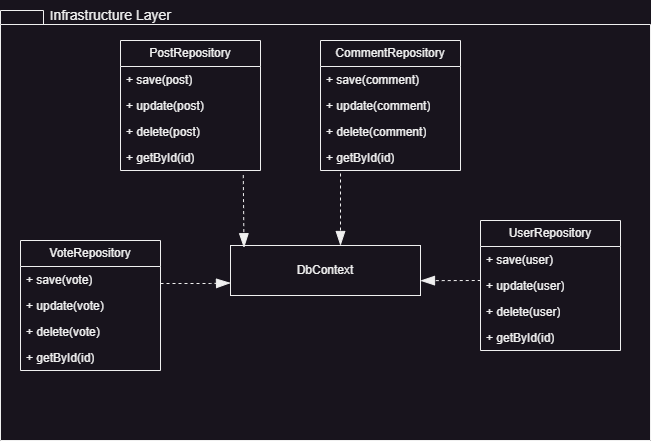 Infrastructure Layer
PostRepository
+ save(post)
+ update(post)
+ delete(post)
+ getById(id)
CommentRepository
+ save(comment)
+ update(comment)
+ delete(comment)
+ getById(id)
VoteRepository
+ save(vote)
+ update(vote)
+ delete(vote)
+ getById(id)
DbContext
UserRepository
+ save(user)
+ update(user)
+ delete(user)
+ getById(id)